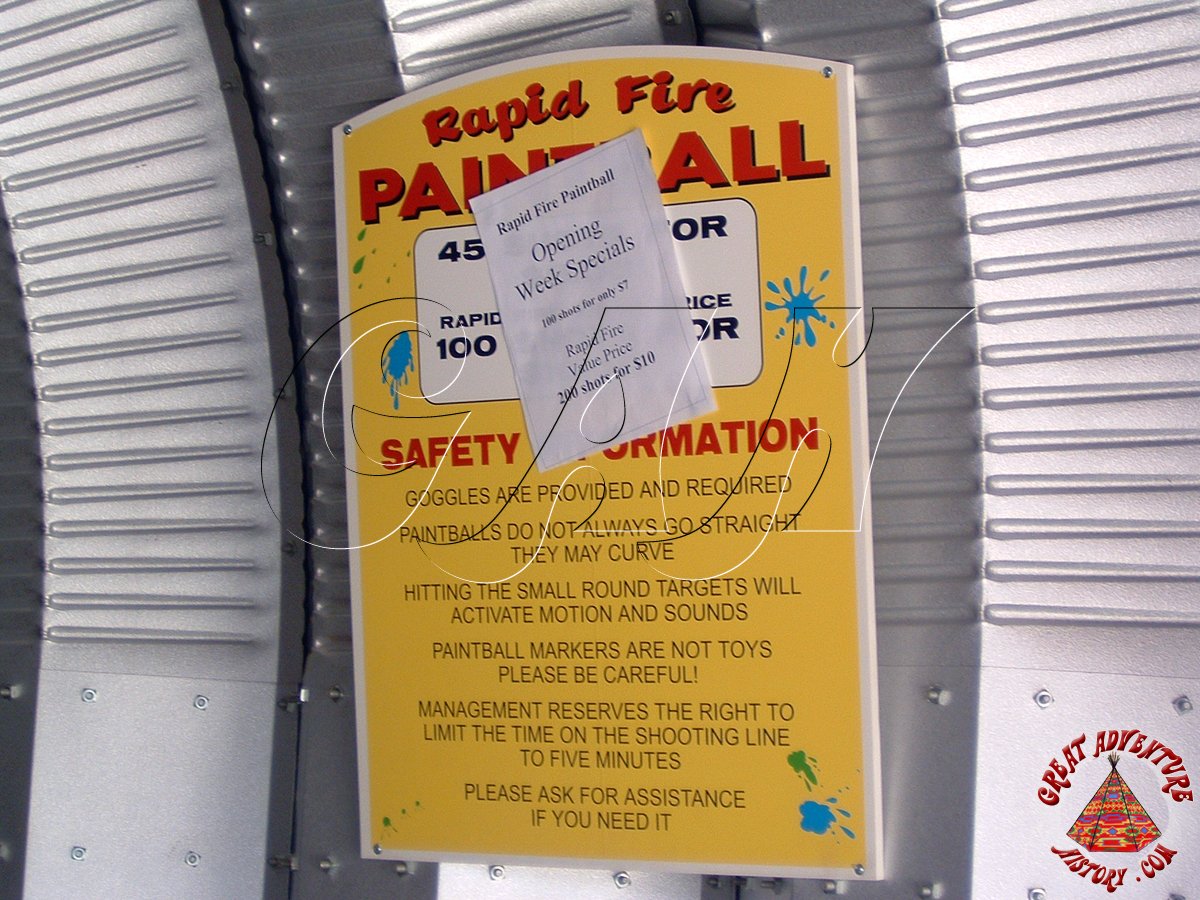 Rapid Fire
PAINTBALL
Rapid Fire Paintball
Opening
Week Specials
100 shots for only $7
Rapid Fire
Value Price
200 shots for $10
45 FOR
RAPID PRICE
100 FOR
SAFETY INFORMATION
GOGGLES ARE PROVIDED AND REQUIRED
PAINTBALLS DO NOT ALWAYS GO STRAIGHT
THEY MAY CURVE
HITTING THE SMALL ROUND TARGETS WILL
ACTIVATE MOTION AND SOUNDS
PAINTBALL MARKERS ARE NOT TOYS
PLEASE BE CAREFUL!
MANAGEMENT RESERVES THE RIGHT TO
LIMIT THE TIME ON THE SHOOTING LINE
TO FIVE MINUTES
PLEASE ASK FOR ASSISTANCE
IF YOU NEED IT
GREAT ADVENTURE
HISTORY.COM